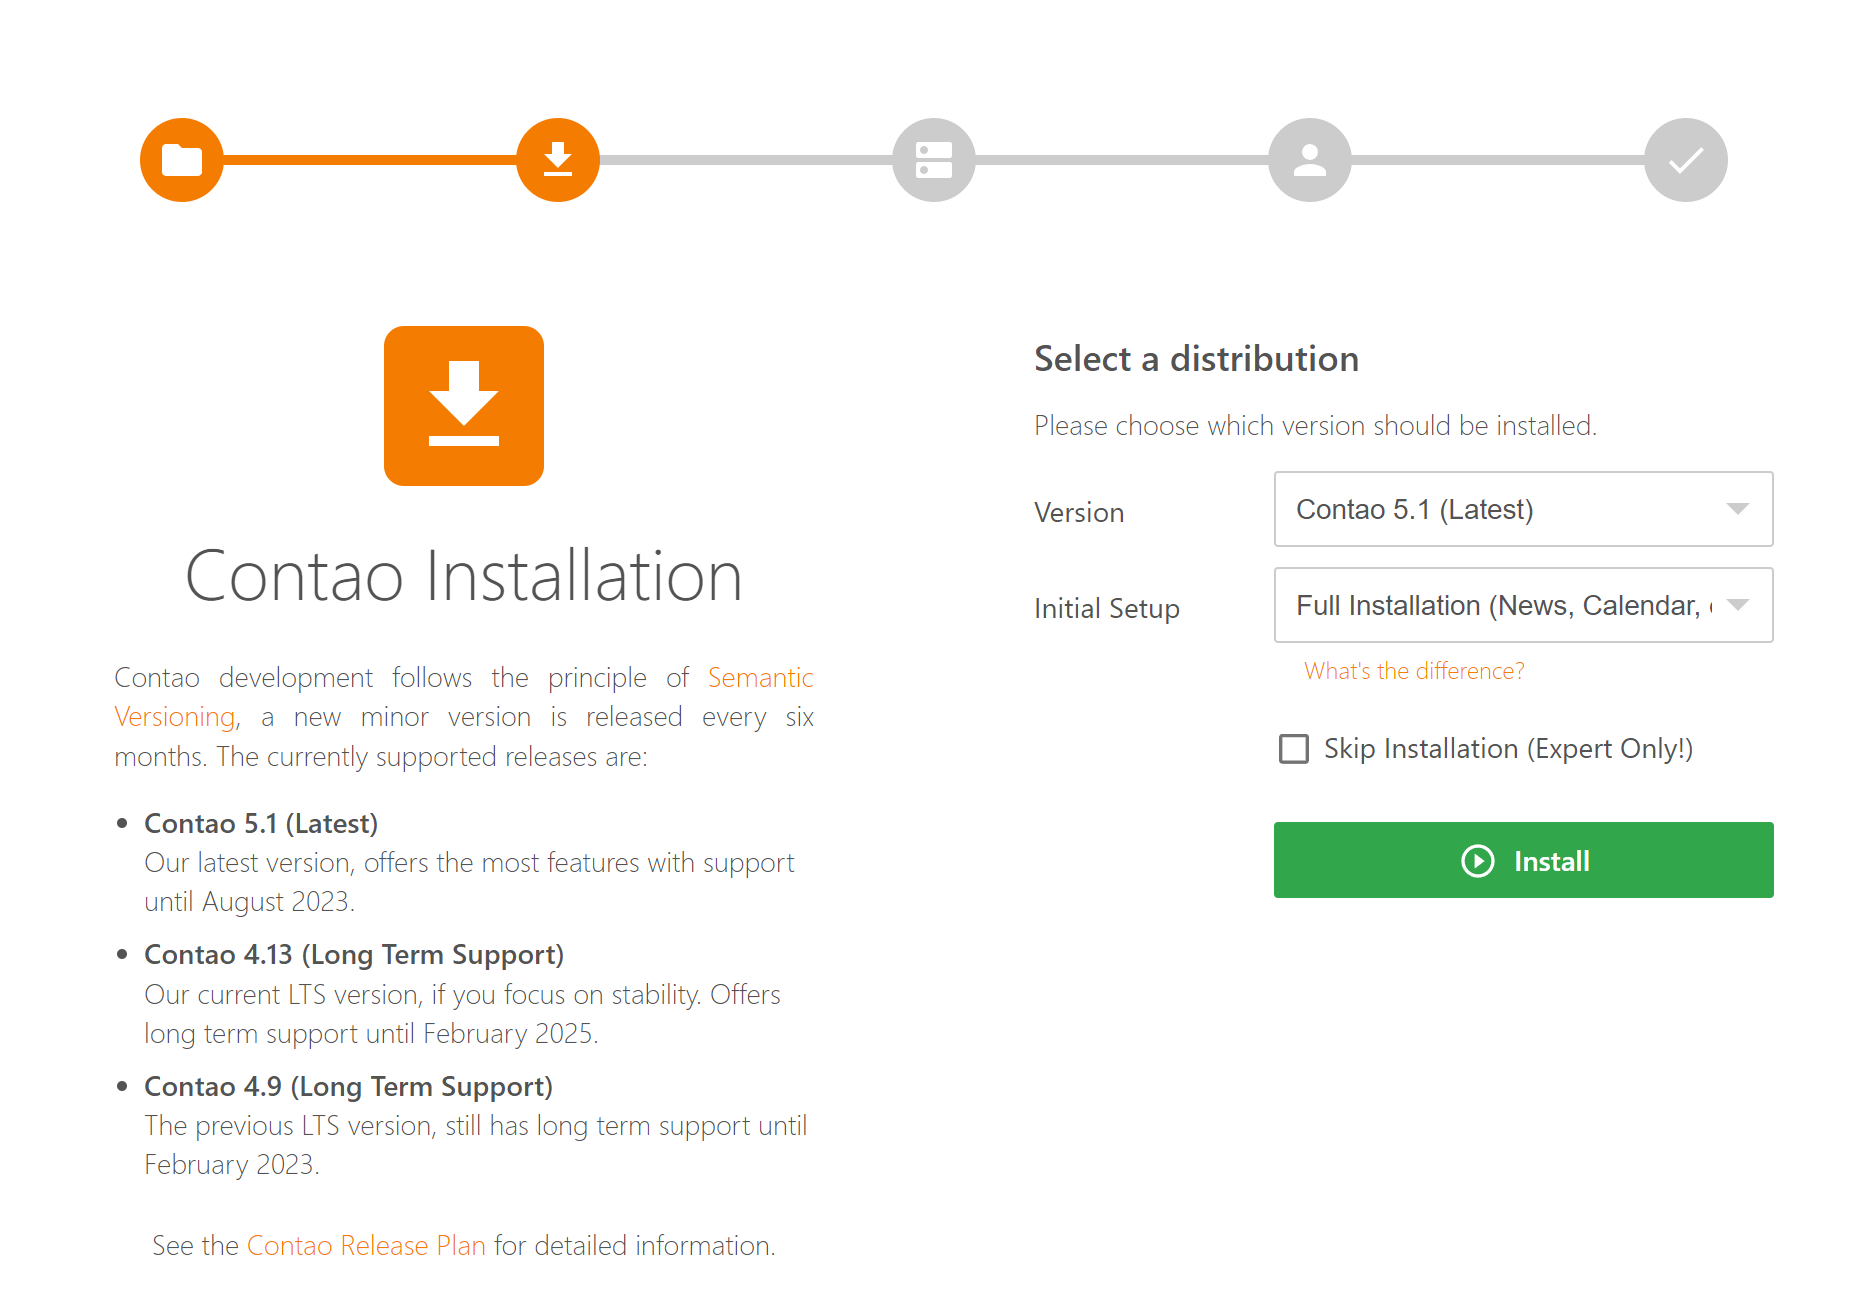 Contao Installation
Contao development follows the principle of Semantic
Versioning, a new minor version is released every six
months. The currently supported releases are:
Contao 5.1 (Latest)
Our latest version, offers the most features with support
until August 2023.
Contao 4.13 (Long Term Support)
Our current LTS version, if you focus on stability. Offers
long term support until February 2025.
Contao 4.9 (Long Term Support)
The previous LTS version, still has long term support until
February 2023.
See the Contao Release Plan for detailed information.
Select a distribution
Please choose which version should be installed.
Version
Contao 5.1 (Latest)
Initial Setup
Full Installation (News, Calendar,
What's the difference?
Skip Installation (Expert Only!)
Install